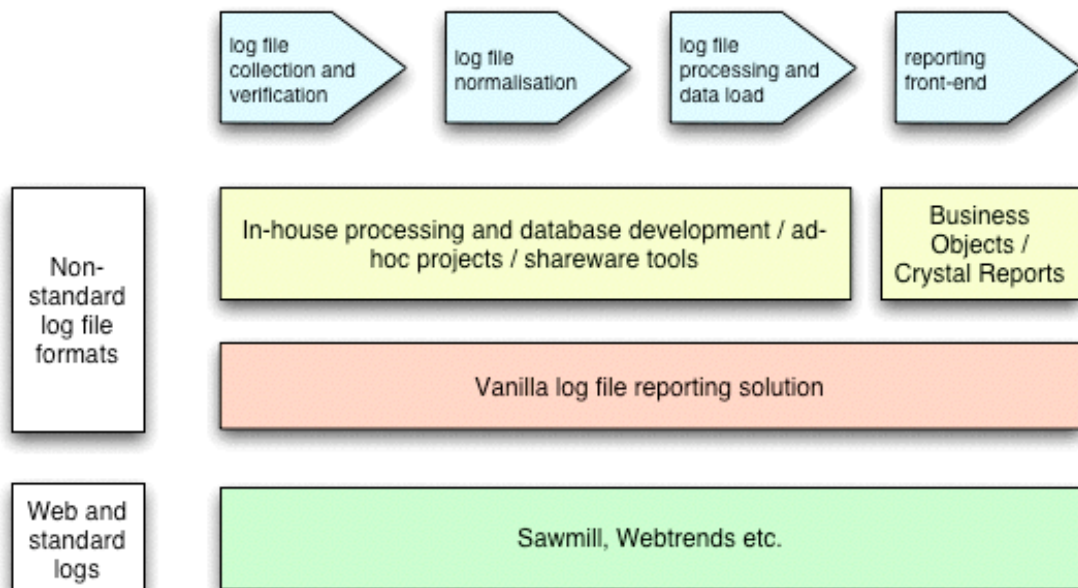 log file
collection and
verification
log file
normalisation
log file
processing and
data load
reporting
front-end
Non-
standard
log file
formats
In-house processing and database development / ad-
hoc projects / shareware tools
Business
Objects /
Crystal Reports
Vanilla log file reporting solution
Web and
standard
logs
Sawmill, Webtrends etc.